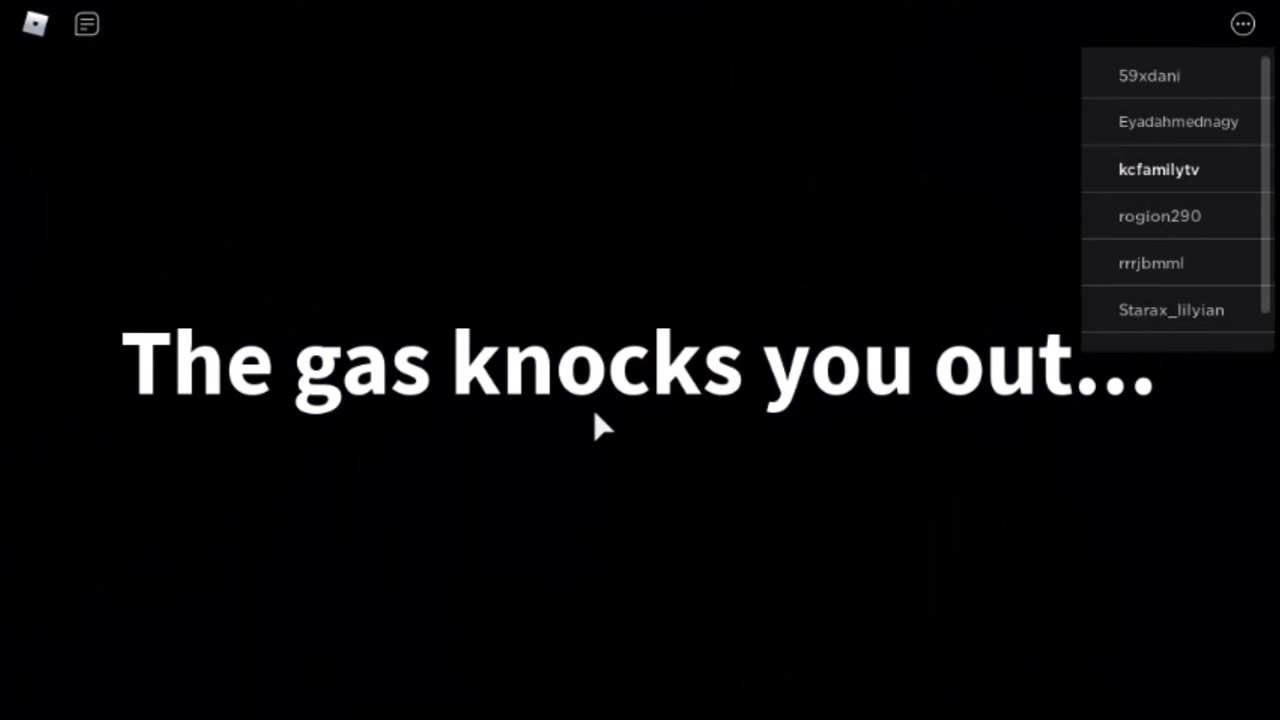 59xdani
Eyadahmednagy
kcfamilytv
rogion290
rrrjbmml
Starax_lilyian
The gas knocks you out...